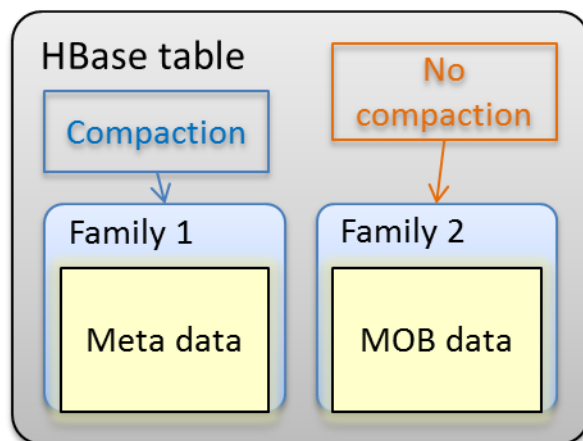 HBase table
Compaction
No
compaction
Family 1
Family 2
Meta data
MOB data